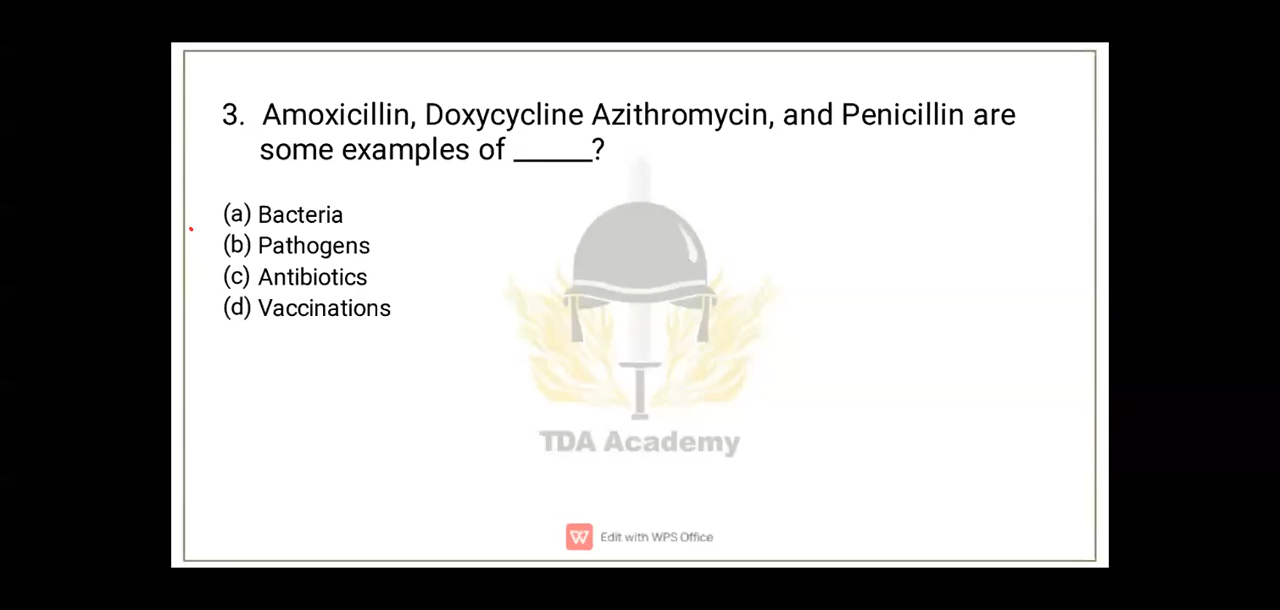 3. Amoxicillin, Doxycycline Azithromycin, and Penicillin are
some examples of ______?
(a) Bacteria
(b) Pathogens
(c) Antibiotics
(d) Vaccinations
TDA Academy
Edit with WPS Office